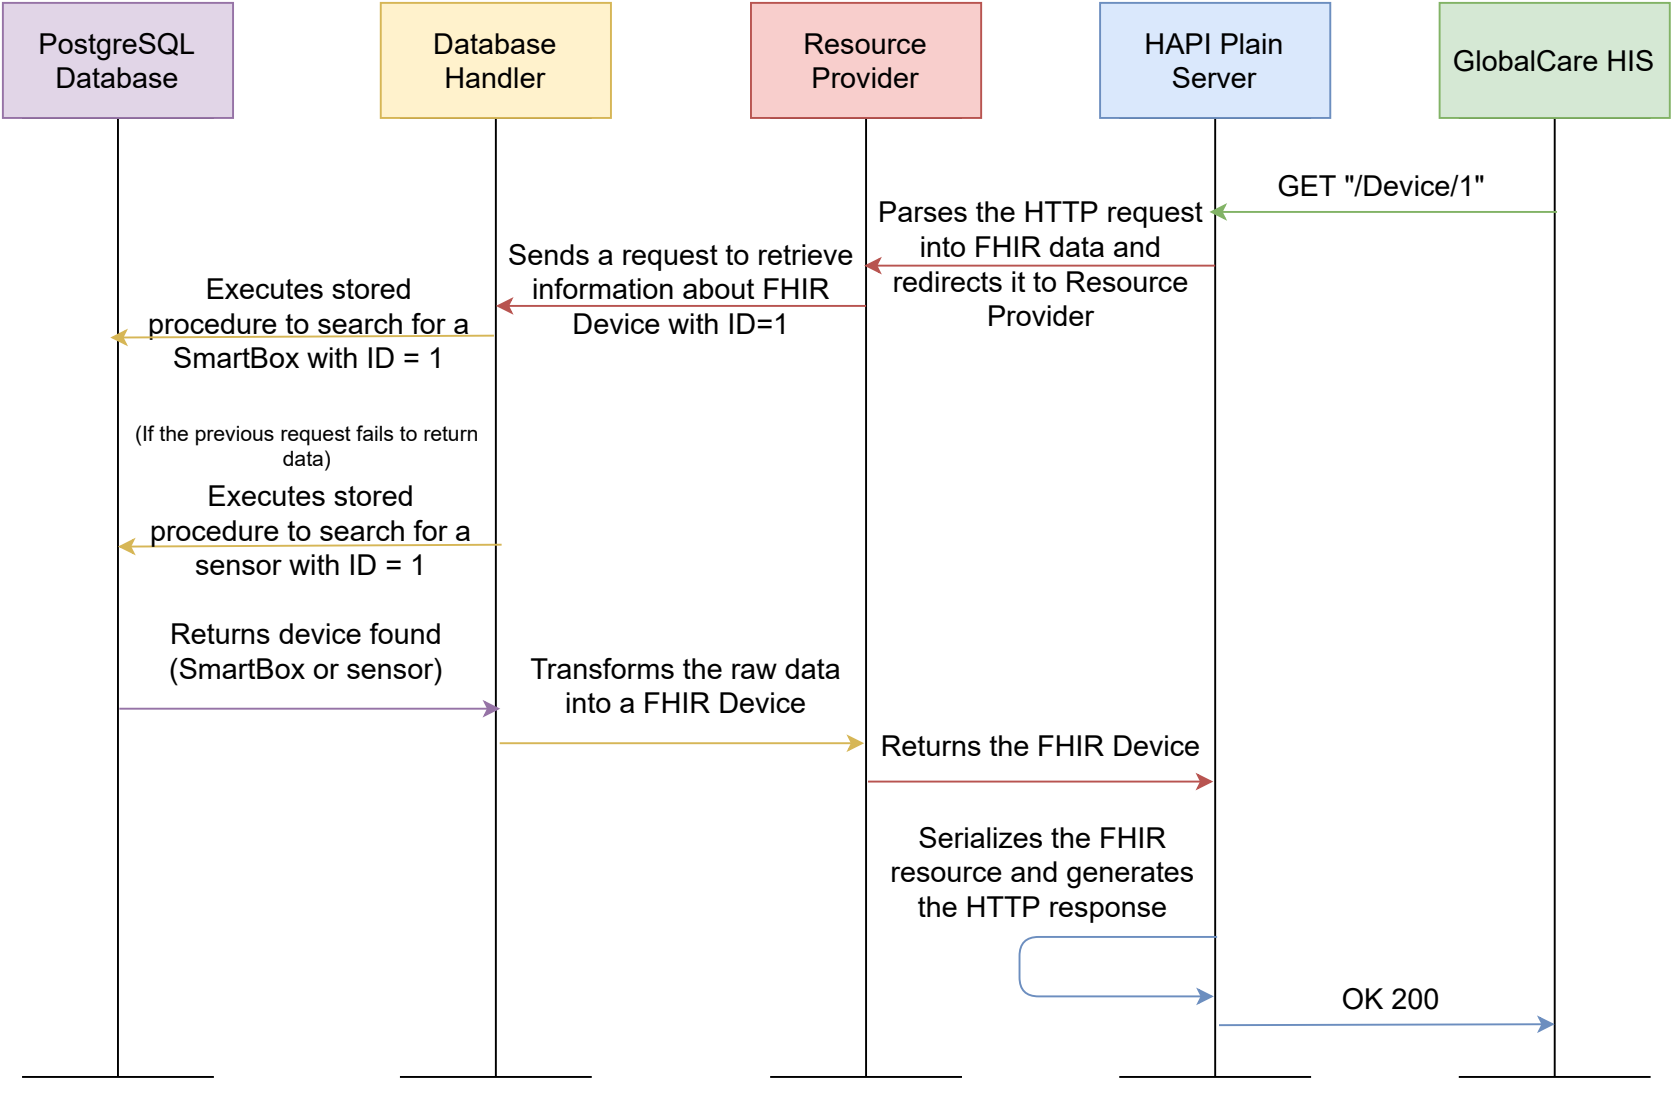 PostgreSQL
Database
Database
Handler
Resource
Provider
HAPI Plain
Server
GlobalCare HIS
GET "/Device/1"
Parses the HTTP request
into FHIR data and
redirects it to Resource
Provider
Sends a request to retrieve
information about FHIR
Device with ID=1
Executes stored
procedure to search for a
SmartBox with ID = 1
(If the previous request fails to return
data)
Executes stored
procedure to search for a
sensor with ID = 1
Returns device found
(SmartBox or sensor)
Transforms the raw data
into a FHIR Device
Returns the FHIR Device
Serializes the FHIR
resource and generates
the HTTP response
OK 200